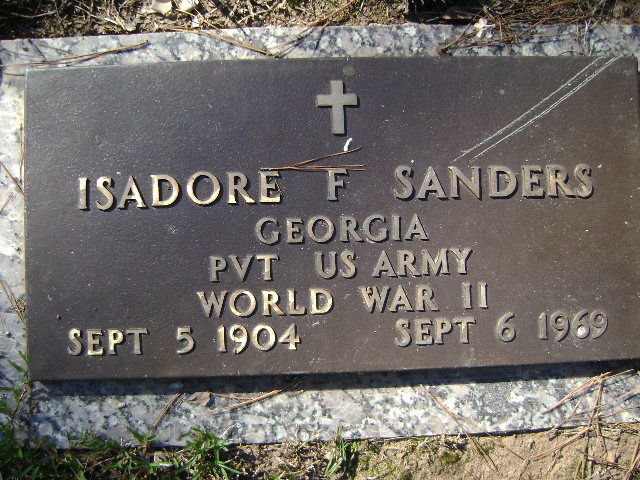 ISADORE F SANDERS
GEORGIA
PVT US ARMY
WORLD WAR II
SEPT 5 1904 SEPT 6 1969